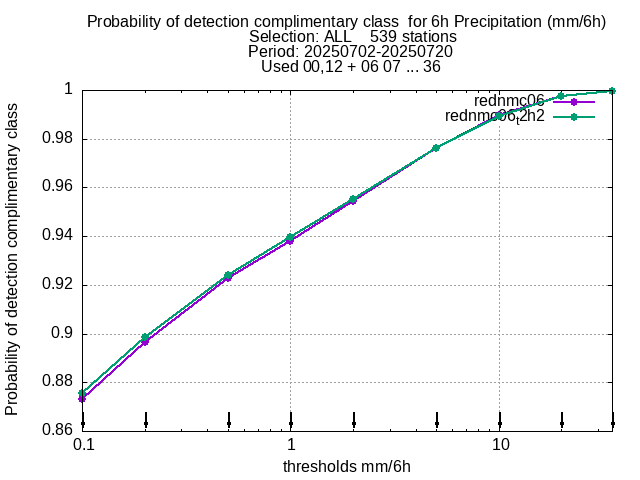 Probability of detection complimentary class  for 6h Precipitation (mm/6h)
Selection: ALL    539 stations
Period: 20250702-20250720
Used 00,12 + 06 07 ... 36
Probability of detection complimentary class
1
0.98
0.96
0.94
0.92
0.9
0.88
0.86
rednmc06
0.1
1
10
thresholds mm/6h